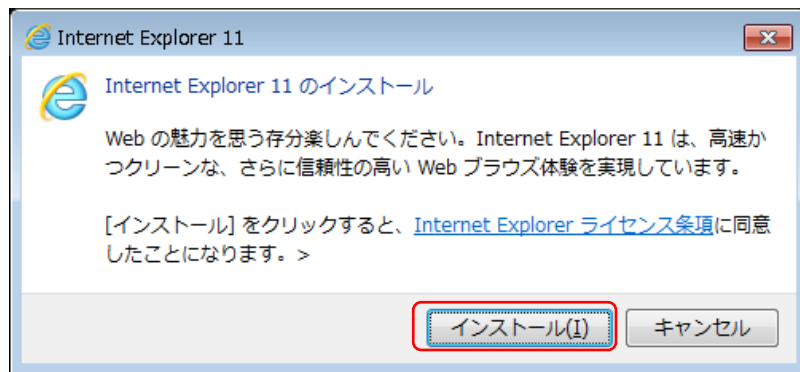 Internet Explorer 11
Internet Explorer 11 のインストール
Web の魅力を思う存分楽しんでください。Internet Explorer 11 は、高速か
つクリーンな、さらに信頼性の高い Web ブラウズ体験を実現しています。
[インストール] をクリックすると、Internet Explorer ライセンス条項に同意
したことになります。>
インストール(I) キャンセル